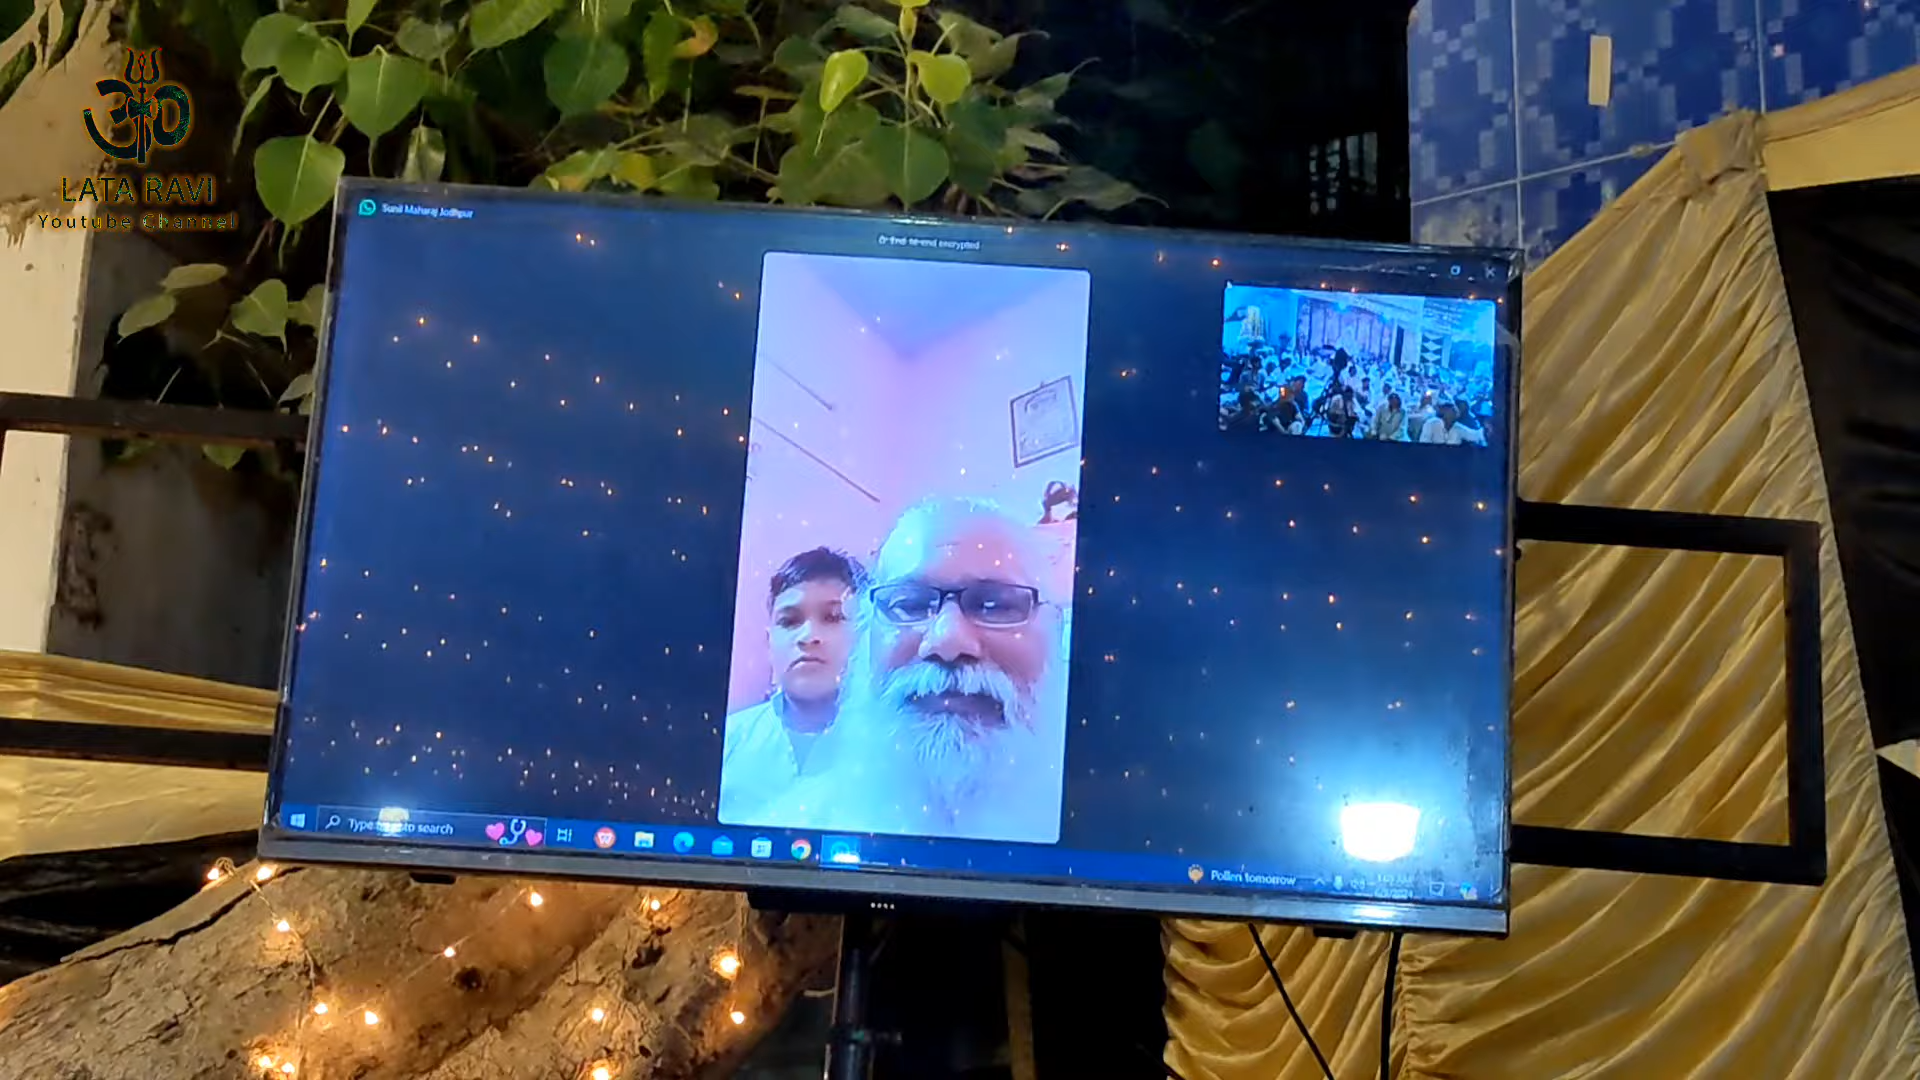 ॐ
LATA RAVI
Youtube Channel
Sunil Maharaj Jodhpur
End-to-end encrypted
Type here to search
Pollen tomorrow